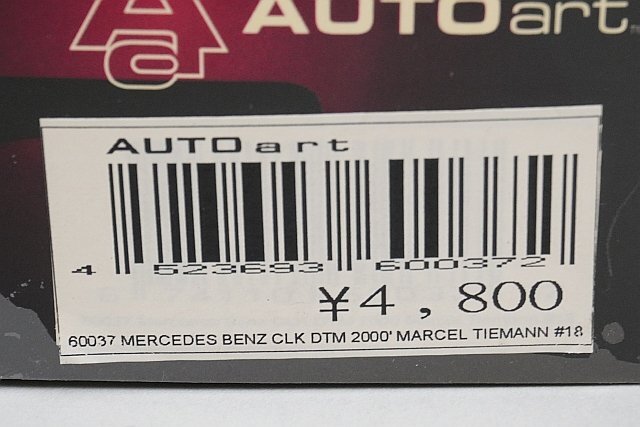 AUTOart
AUTOart
4 523693 600372
¥4,800
60037 MERCEDES BENZ CLK DTM 2000' MARCEL TIEMANN #18